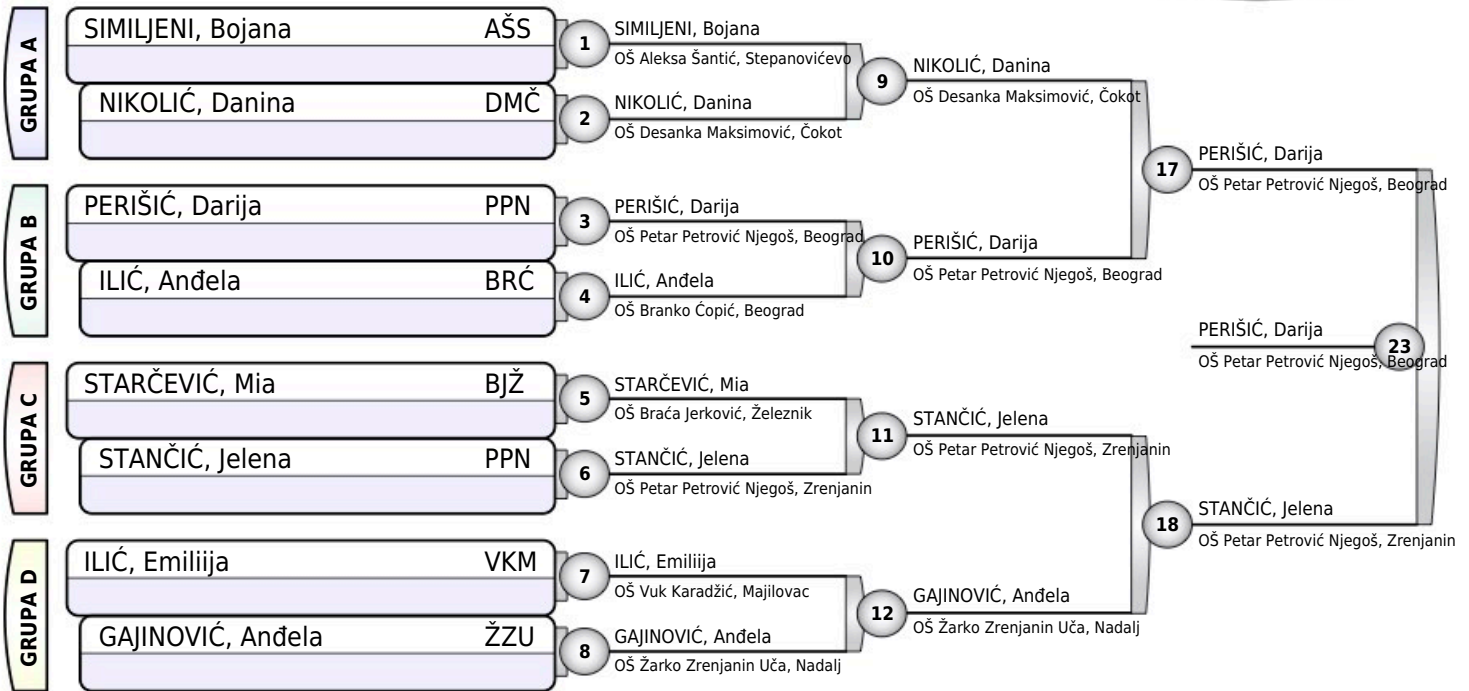 GRUPA A
SIMILJENI, Bojana AŠS
NIKOLIĆ, Danina DMČ
GRUPA B
PERIŠIĆ, Darija PPN
ILIĆ, Anđela BRĆ
GRUPA C
STARČEVIĆ, Mia BJŽ
STANČIĆ, Jelena PPN
GRUPA D
ILIĆ, Emiliija VKM
GAJINOVIĆ, Anđela ŽZU
1
SIMILJENI, Bojana
OŠ Aleksa Šantić, Stepanovićevo
2
NIKOLIĆ, Danina
OŠ Desanka Maksimović, Čokot
3
PERIŠIĆ, Darija
OŠ Petar Petrović Njegoš, Beograd
4
ILIĆ, Anđela
OŠ Branko Ćopić, Beograd
5
STARČEVIĆ, Mia
OŠ Braća Jerković, Železnik
6
STANČIĆ, Jelena
OŠ Petar Petrović Njegoš, Zrenjanin
7
ILIĆ, Emiliija
OŠ Vuk Karadžić, Majilovac
8
GAJINOVIĆ, Anđela
OŠ Žarko Zrenjanin Uča, Nadalj
9
NIKOLIĆ, Danina
OŠ Desanka Maksimović, Čokot
10
PERIŠIĆ, Darija
OŠ Petar Petrović Njegoš, Beograd
11
STANČIĆ, Jelena
OŠ Petar Petrović Njegoš, Zrenjanin
12
GAJINOVIĆ, Anđela
OŠ Žarko Zrenjanin Uča, Nadalj
17
PERIŠIĆ, Darija
OŠ Petar Petrović Njegoš, Beograd
18
STANČIĆ, Jelena
OŠ Petar Petrović Njegoš, Zrenjanin
PERIŠIĆ, Darija
23
OŠ Petar Petrović Njegoš, Beograd